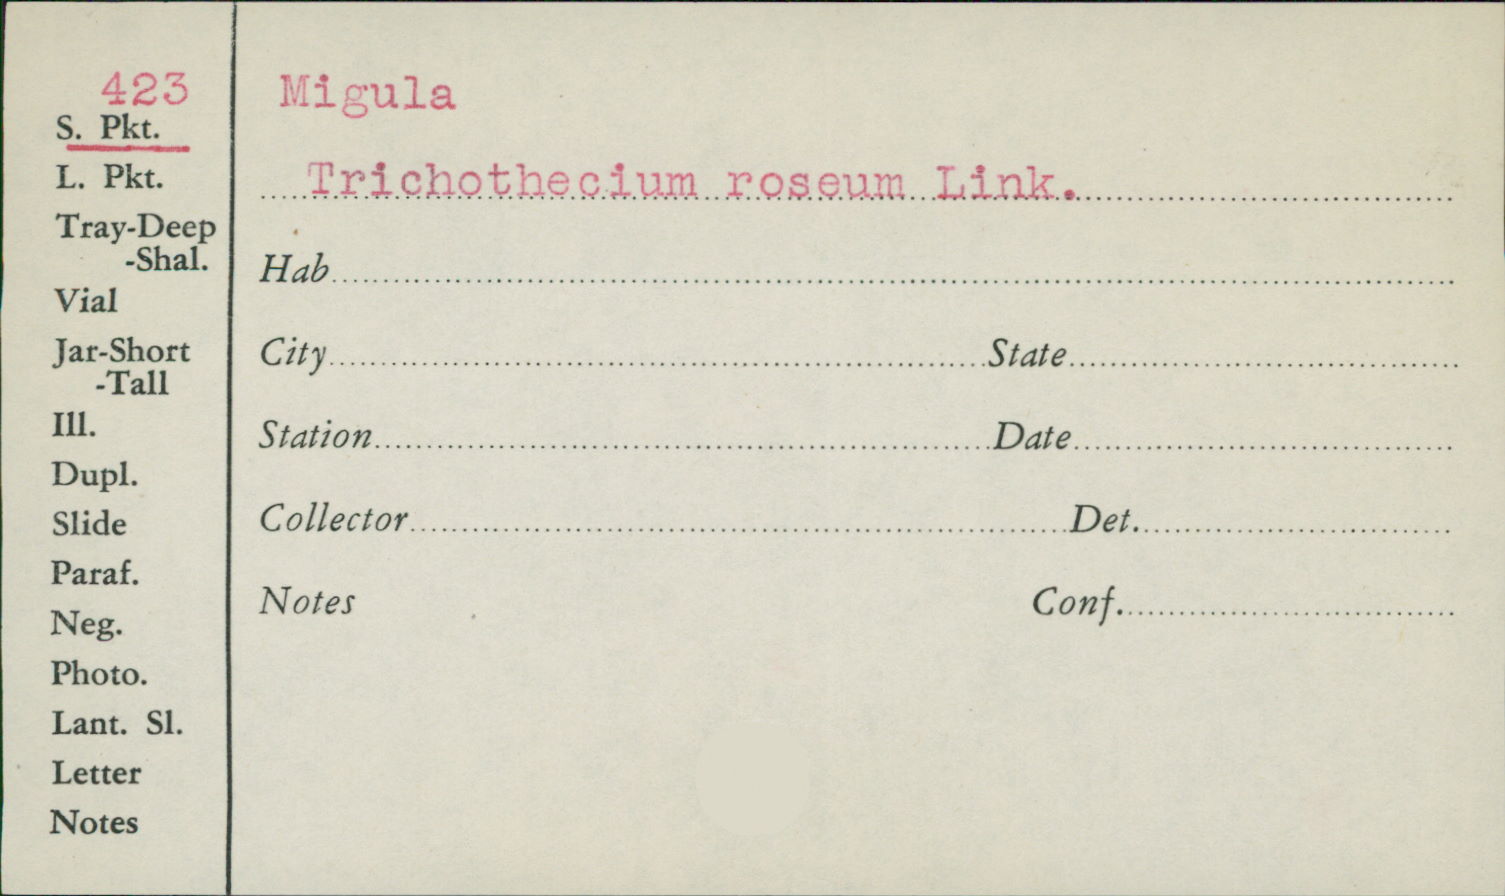 423
S. Pkt.
L. Pkt.
Tray-Deep
-Shal.
Vial
Jar-Short
-Tall
Ill.
Dupl.
Slide
Paraf.
Neg.
Photo.
Lant. Sl.
Letter
Notes
Migula
Trichothecium roseum Link.
Hab
City State
Station Date
Collector Det.
Notes Conf.